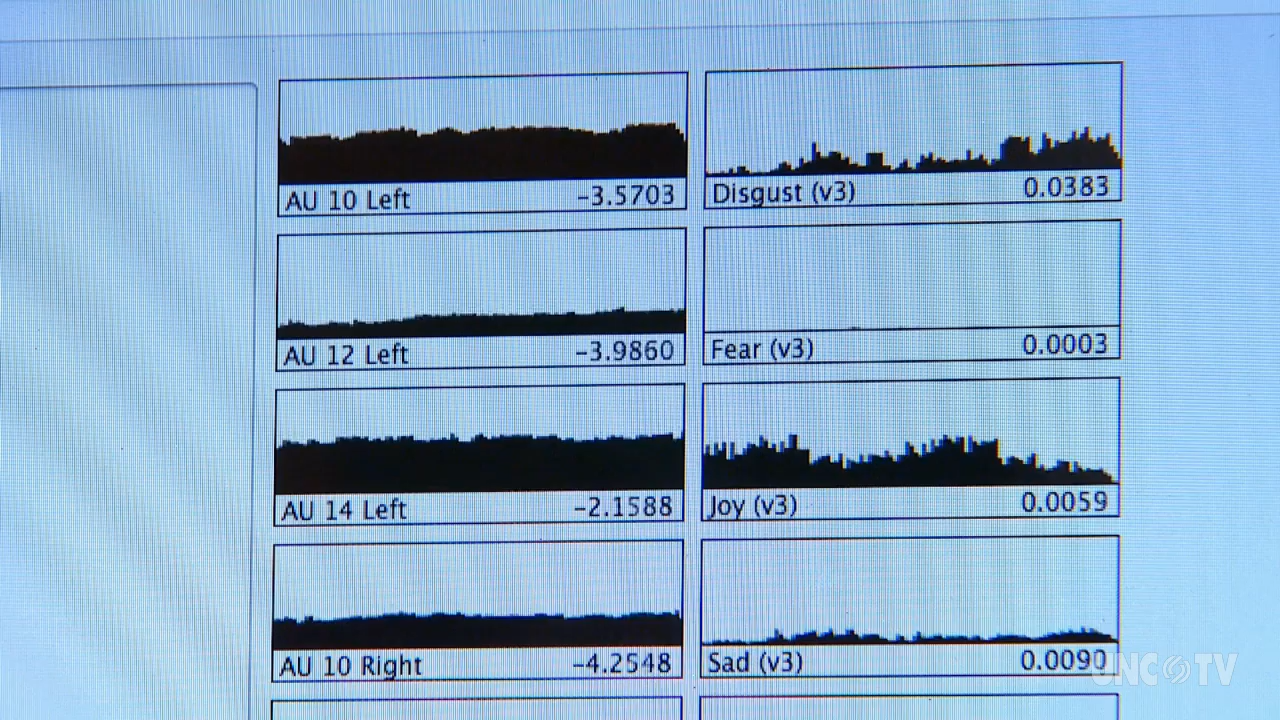 AU 10 Left -3.5703
Disgust (v3) 0.0383
AU 12 Left -3.9860
Fear (v3) 0.0003
AU 14 Left -2.1588
Joy (v3) 0.0059
AU 10 Right -4.2548
Sad (v3) 0.0090
UNC TV